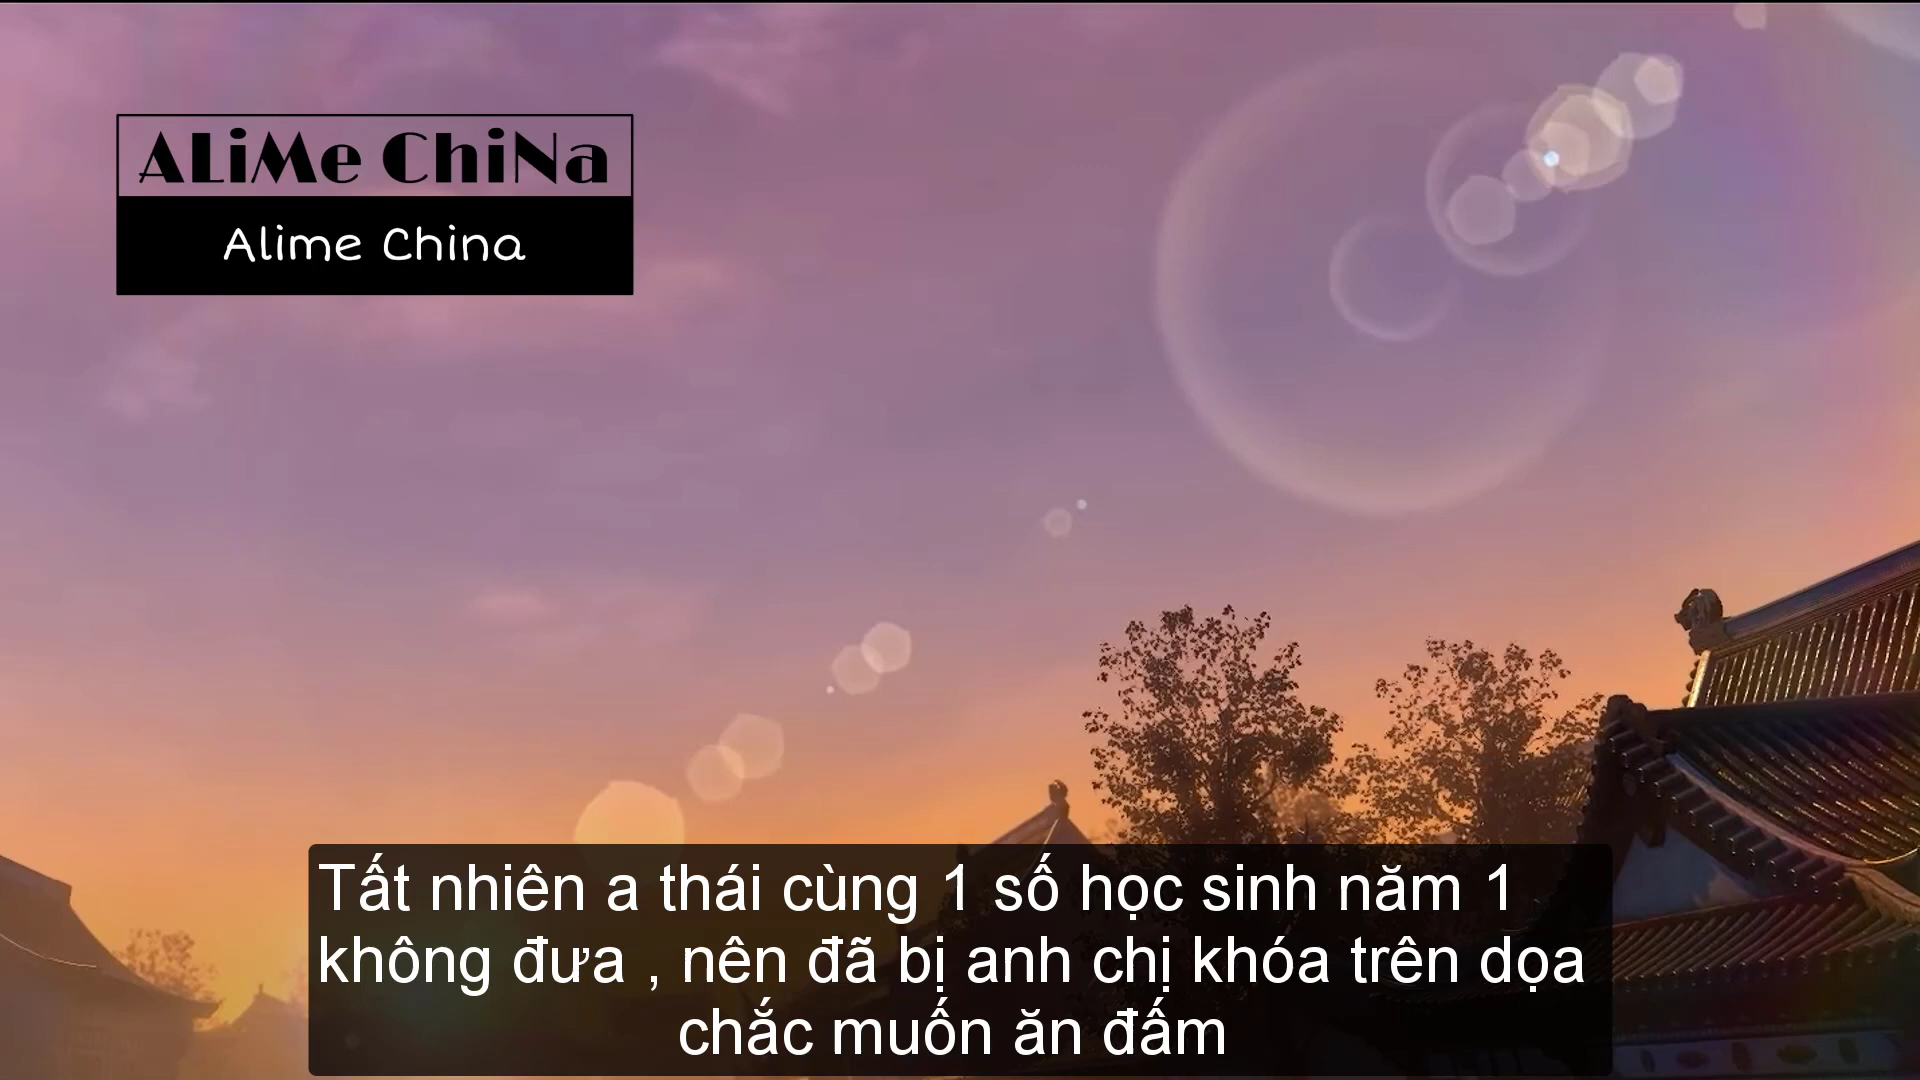 ALiMe ChiNa
Alime China
Tất nhiên a thái cùng 1 số học sinh năm 1
không đưa , nên đã bị anh chị khóa trên dọa
chắc muốn ăn đấm